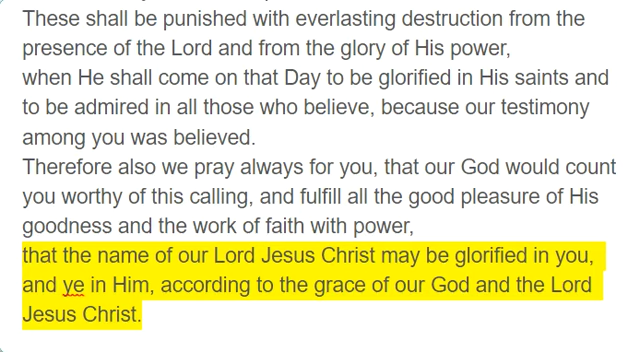 These shall be punished with everlasting destruction from the
presence of the Lord and from the glory of His power,
when He shall come on that Day to be glorified in His saints and
to be admired in all those who believe, because our testimony
among you was believed.
Therefore also we pray always for you, that our God would count
you worthy of this calling, and fulfill all the good pleasure of His
goodness and the work of faith with power,
that the name of our Lord Jesus Christ may be glorified in you,
and ye in Him, according to the grace of our God and the Lord
Jesus Christ.